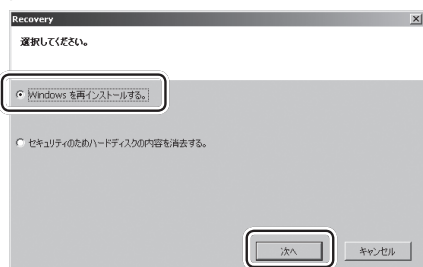 Recovery
選択してください。
Windows を再インストールする。
セキュリティのためハードディスクの内容を消去する。
次へ
キャンセル